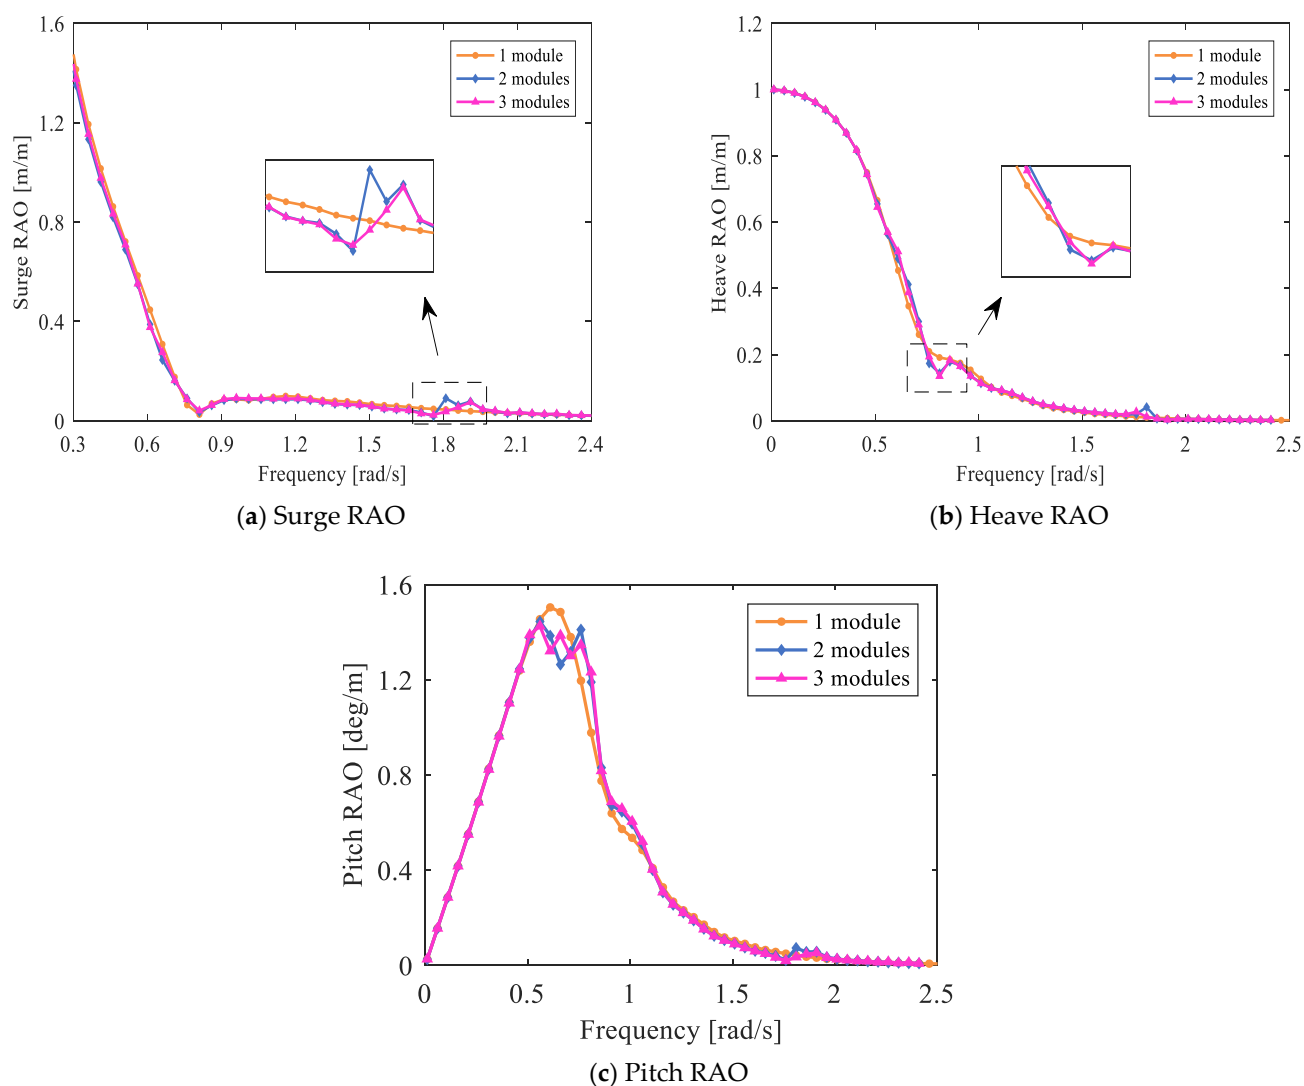 1.6
1.2
0.8
0.4
0
Surge RAO [m/m]
1 module
2 modules
3 modules
0.3
0.6
0.9
1.2
1.5
1.8
2.1
2.4
Frequency [rad/s]
(a) Surge RAO
1.2
1
0.8
0.6
0.4
0.2
0
Heave RAO [m/m]
1 module
2 modules
3 modules
0
0.5
1
1.5
2
2.5
Frequency [rad/s]
(b) Heave RAO
1.6
1.2
0.8
0.4
0
Pitch RAO [deg/m]
1 module
2 modules
3 modules
0
0.5
1
1.5
2
2.5
Frequency [rad/s]
(c) Pitch RAO